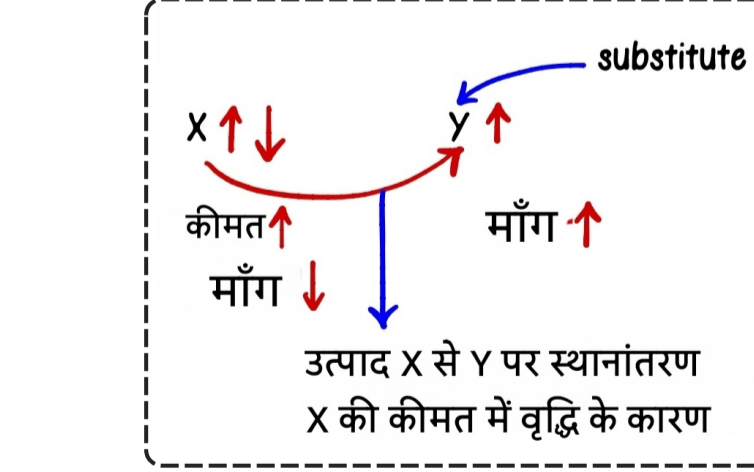 substitute
X ↑ ↓ Y ↑
कीमत ↑ माँग ↑
माँग ↓
उत्पाद X से Y पर स्थानांतरण
X की कीमत में वृद्धि के कारण